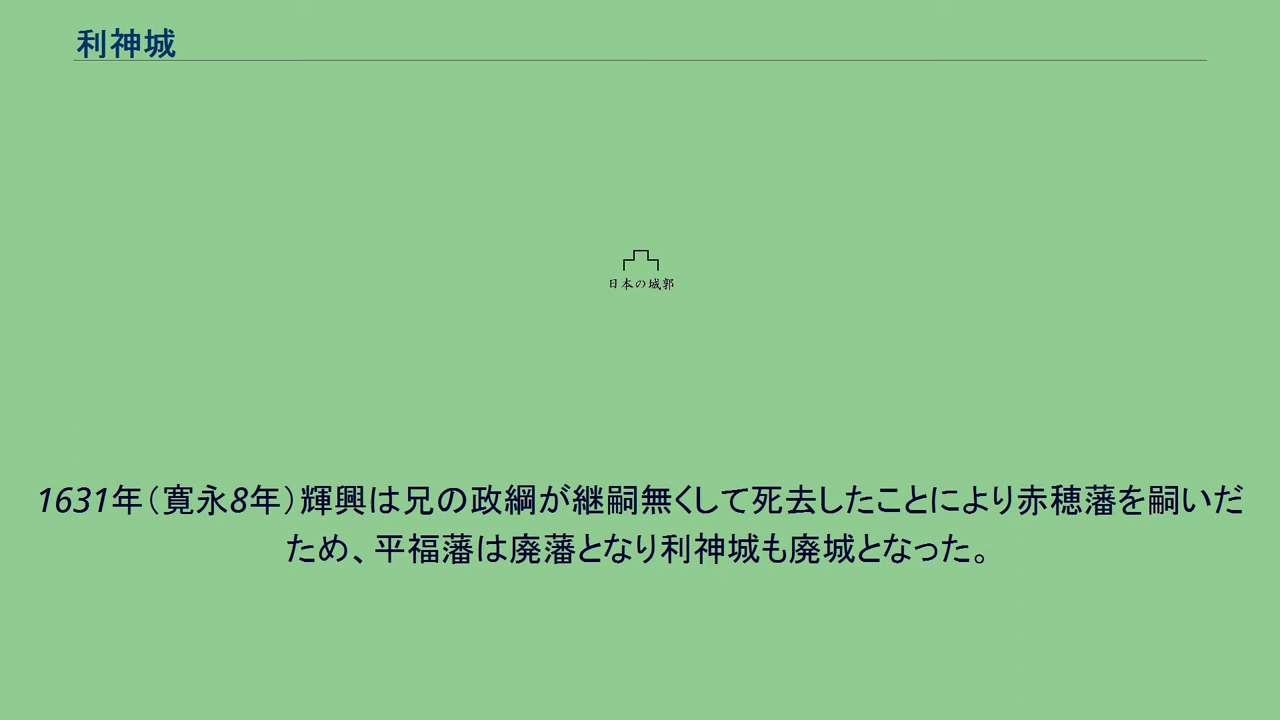 利神城
日本の城郭
1631年（寛永8年）輝興は兄の政綱が継嗣無くして死去したことにより赤穂藩を嗣いだ
ため、平福藩は廃藩となり利神城も廃城となった。